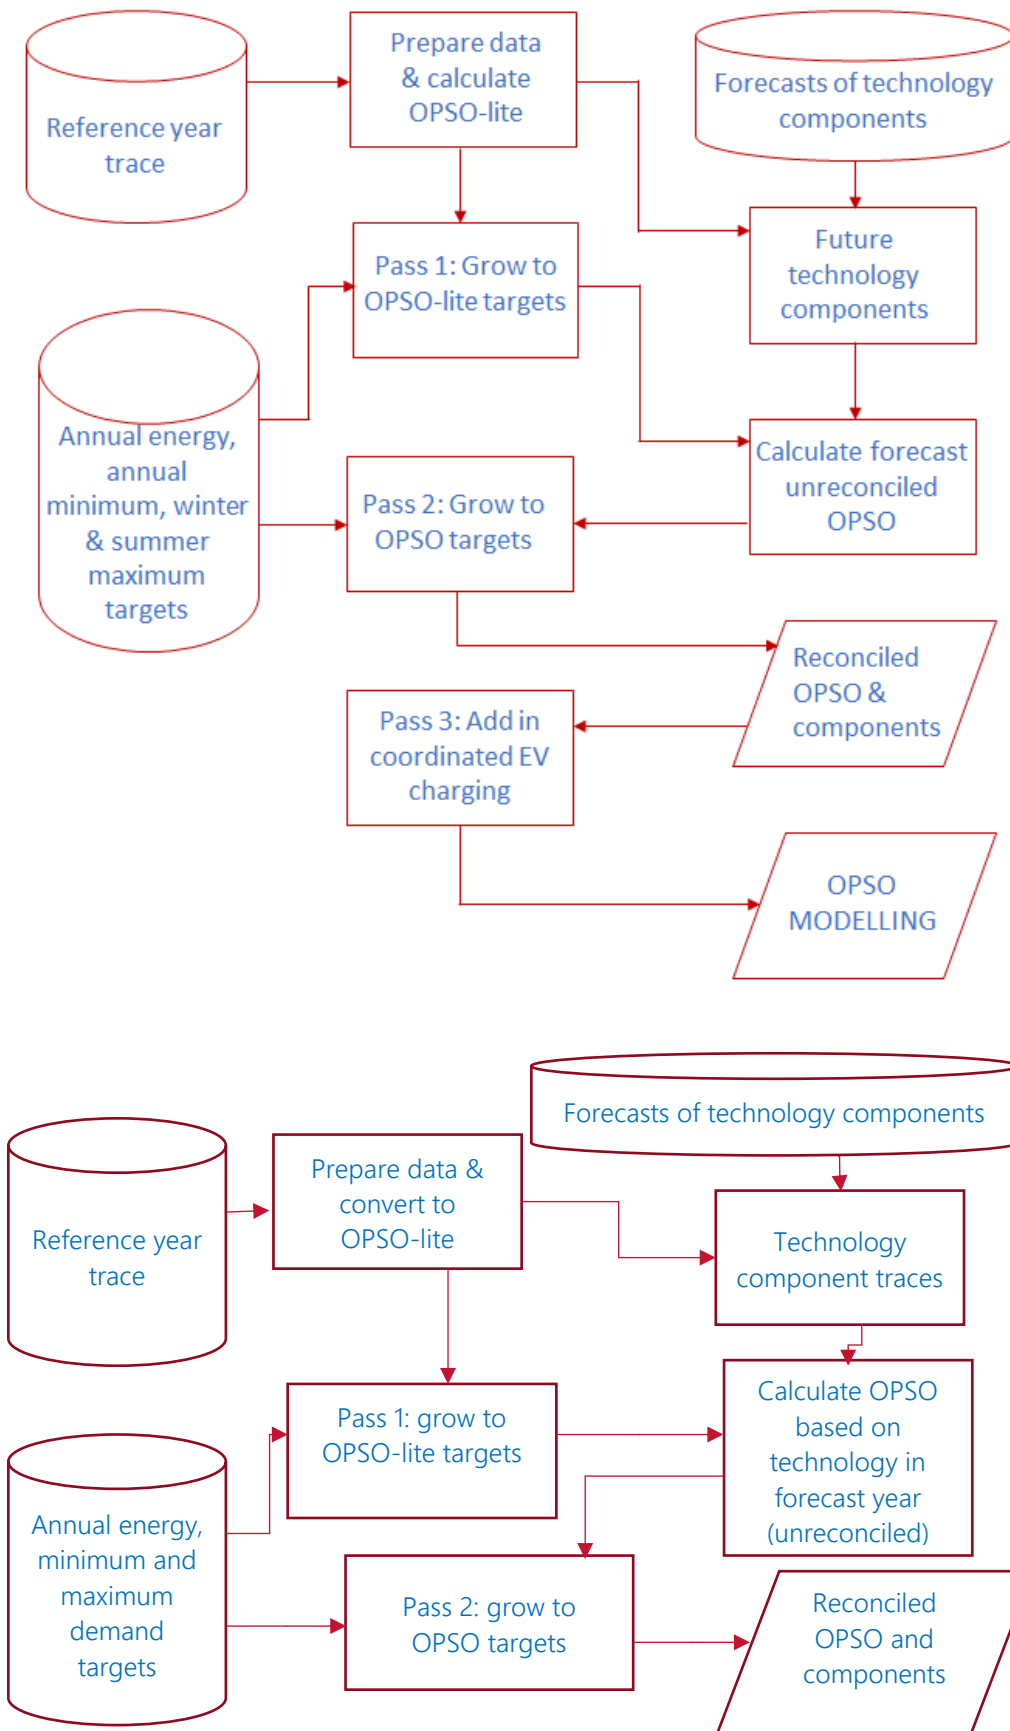 Prepare data
& calculate
OPSO-lite
Forecasts of technology
components
Reference year
trace
Pass 1: Grow to
OPSO-lite targets
Future
technology
components
Annual energy,
annual
minimum, winter
& summer
maximum
targets
Calculate forecast
unreconciled
OPSO
Pass 2: Grow to
OPSO targets
Reconciled
OPSO &
components
Pass 3: Add in
coordinated EV
charging
OPSO
MODELLING
Forecasts of technology components
Reference year
trace
Prepare data &
convert to
OPSO-lite
Technology
component traces
Pass 1: grow to
OPSO-lite targets
Calculate OPSO
based on
technology in
forecast year
(unreconciled)
Annual energy,
minimum and
maximum
demand
targets
Pass 2: grow to
OPSO targets
Reconciled
OPSO and
components